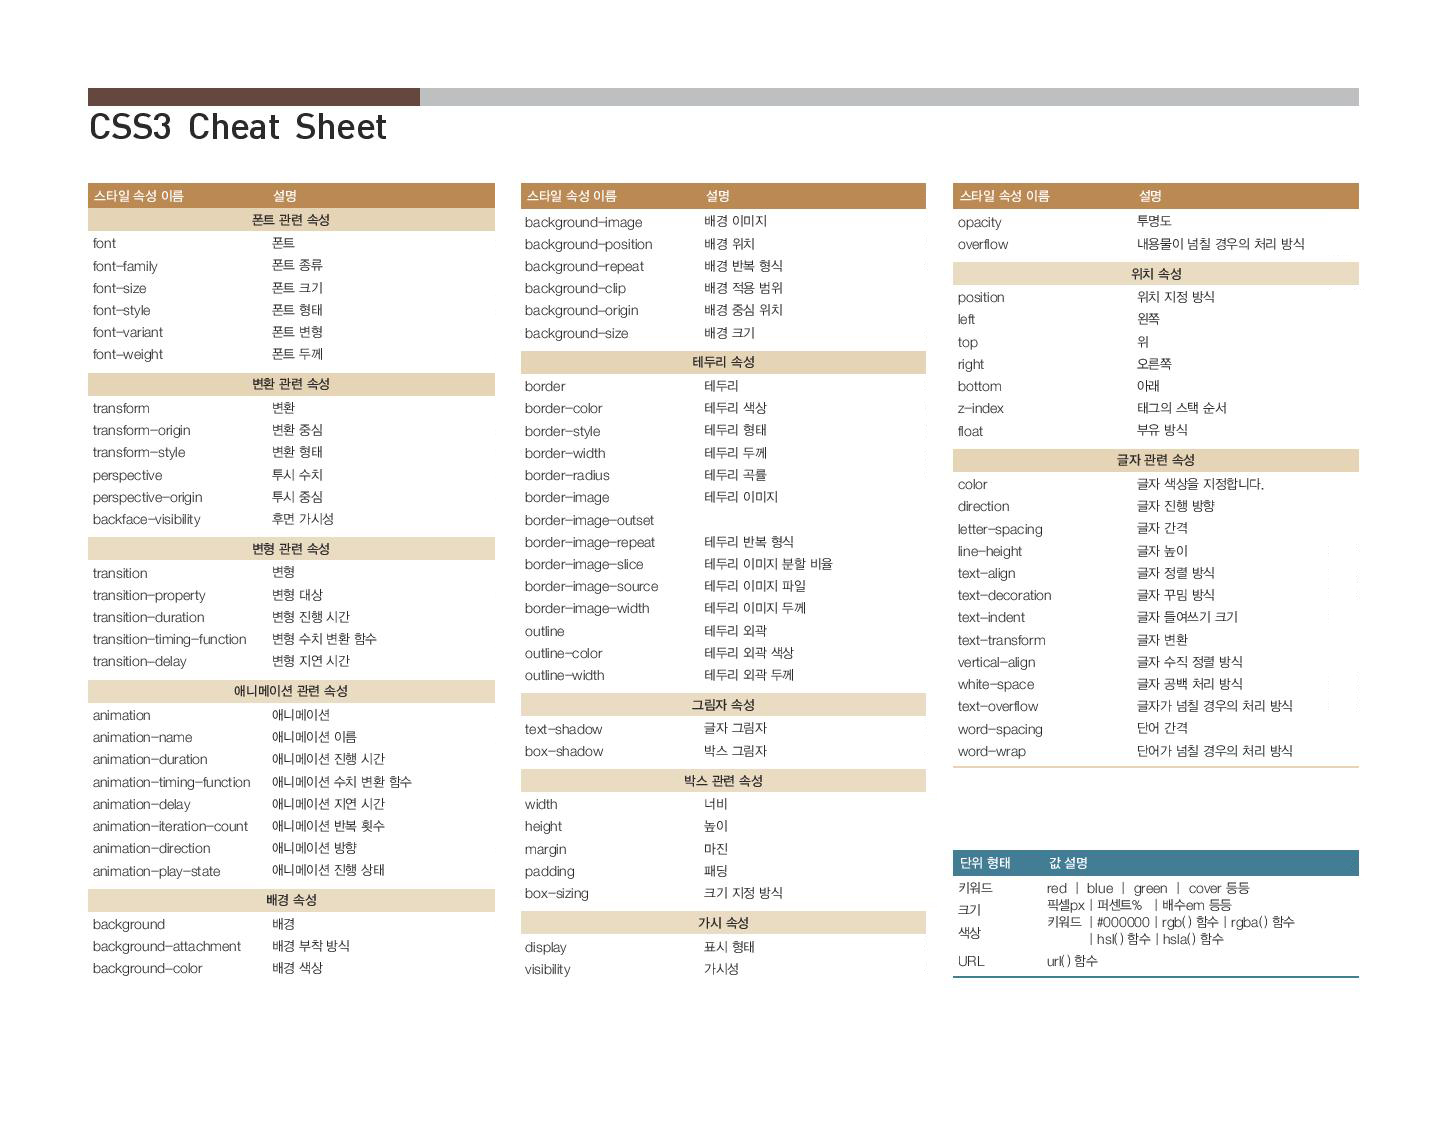 CSS3 Cheat Sheet
스타일 속성 이름 설명
폰트 관련 속성
font 폰트
font-family 폰트 종류
font-size 폰트 크기
font-style 폰트 형태
font-variant 폰트 변형
font-weight 폰트 두께
변환 관련 속성
transform 변환
transform-origin 변환 중심
transform-style 변환 형태
perspective 투시 수치
perspective-origin 투시 중심
backface-visibility 후면 가시성
변형 관련 속성
transition 변형
transition-property 변형 대상
transition-duration 변형 진행 시간
transition-timing-function 변형 수치 변환 함수
transition-delay 변형 지연 시간
애니메이션 관련 속성
animation 애니메이션
animation-name 애니메이션 이름
animation-duration 애니메이션 진행 시간
animation-timing-function 애니메이션 수치 변환 함수
animation-delay 애니메이션 지연 시간
animation-iteration-count 애니메이션 반복 횟수
animation-direction 애니메이션 방향
animation-play-state 애니메이션 진행 상태
배경 속성
background 배경
background-attachment 배경 부착 방식
background-color 배경 색상
스타일 속성 이름 설명
background-image 배경 이미지
background-position 배경 위치
background-repeat 배경 반복 형식
background-clip 배경 적용 범위
background-origin 배경 중심 위치
background-size 배경 크기
테두리 속성
border 테두리
border-color 테두리 색상
border-style 테두리 형태
border-width 테두리 두께
border-radius 테두리 곡률
border-image 테두리 이미지
border-image-outset
border-image-repeat 테두리 반복 형식
border-image-slice 테두리 이미지 분할 비율
border-image-source 테두리 이미지 파일
border-image-width 테두리 이미지 두께
outline 테두리 외곽
outline-color 테두리 외곽 색상
outline-width 테두리 외곽 두께
그림자 속성
text-shadow 글자 그림자
box-shadow 박스 그림자
박스 관련 속성
width 너비
height 높이
margin 마진
padding 패딩
box-sizing 크기 지정 방식
가시 속성
display 표시 형태
visibility 가시성
스타일 속성 이름 설명
opacity 투명도
overflow 내용물이 넘칠 경우의 처리 방식
위치 속성
position 위치 지정 방식
left 왼쪽
top 위
right 오른쪽
bottom 아래
z-index 태그의 스택 순서
float 부유 방식
글자 관련 속성
color 글자 색상을 지정합니다.
direction 글자 진행 방향
letter-spacing 글자 간격
line-height 글자 높이
text-align 글자 정렬 방식
text-decoration 글자 꾸밈 방식
text-indent 글자 들여쓰기 크기
text-transform 글자 변환
vertical-align 글자 수직 정렬 방식
white-space 글자 공백 처리 방식
text-overflow 글자가 넘칠 경우의 처리 방식
word-spacing 단어 간격
word-wrap 단어가 넘칠 경우의 처리 방식
단위 형태 값 설명
키워드 red | blue | green | cover 등등
크기 픽셀px | 퍼센트% | 배수em 등등
색상 키워드 | #000000 | rgb() 함수 | rgba() 함수
| hsl() 함수 | hsla() 함수
URL url() 함수